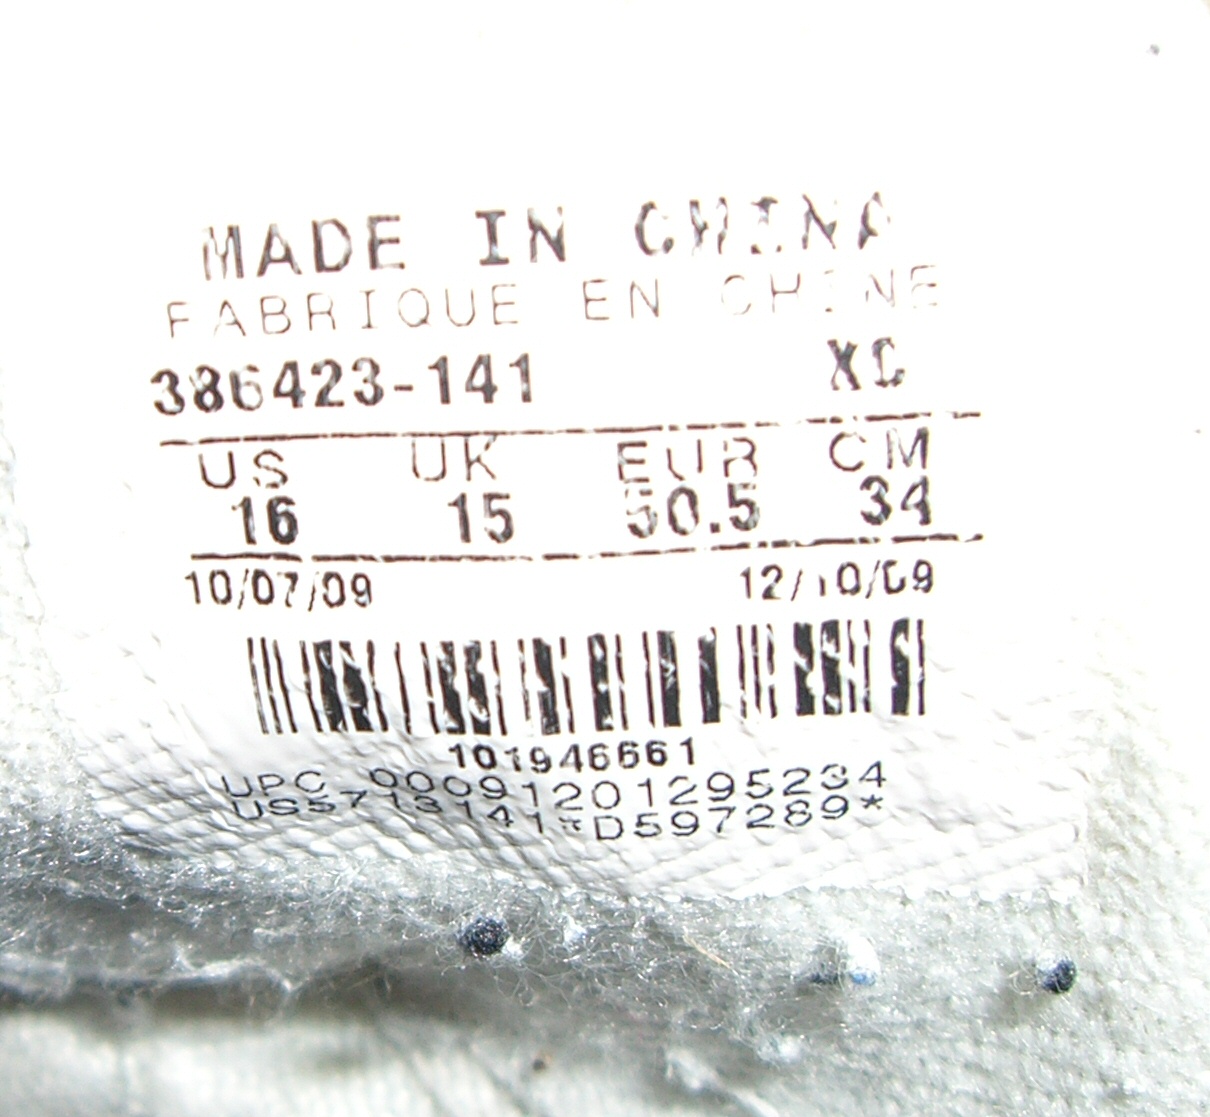 MADE IN CHINA
FABRIQUE EN CHINE
386423-141 XC
US UK EUR CM
16 15 50.5 34
10/07/09 12/10/09
101946661
UPC 00091201295234
US5713141*D597289*